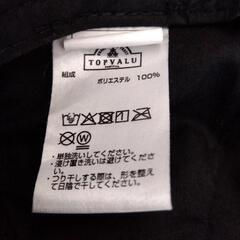 TOPVALU
組成
ポリエステル 100%
・単独洗いしてください。
・浸け置き洗いは避けてくだ
さい。
・つり干しする際は、形を整え
て日陰で干してください。